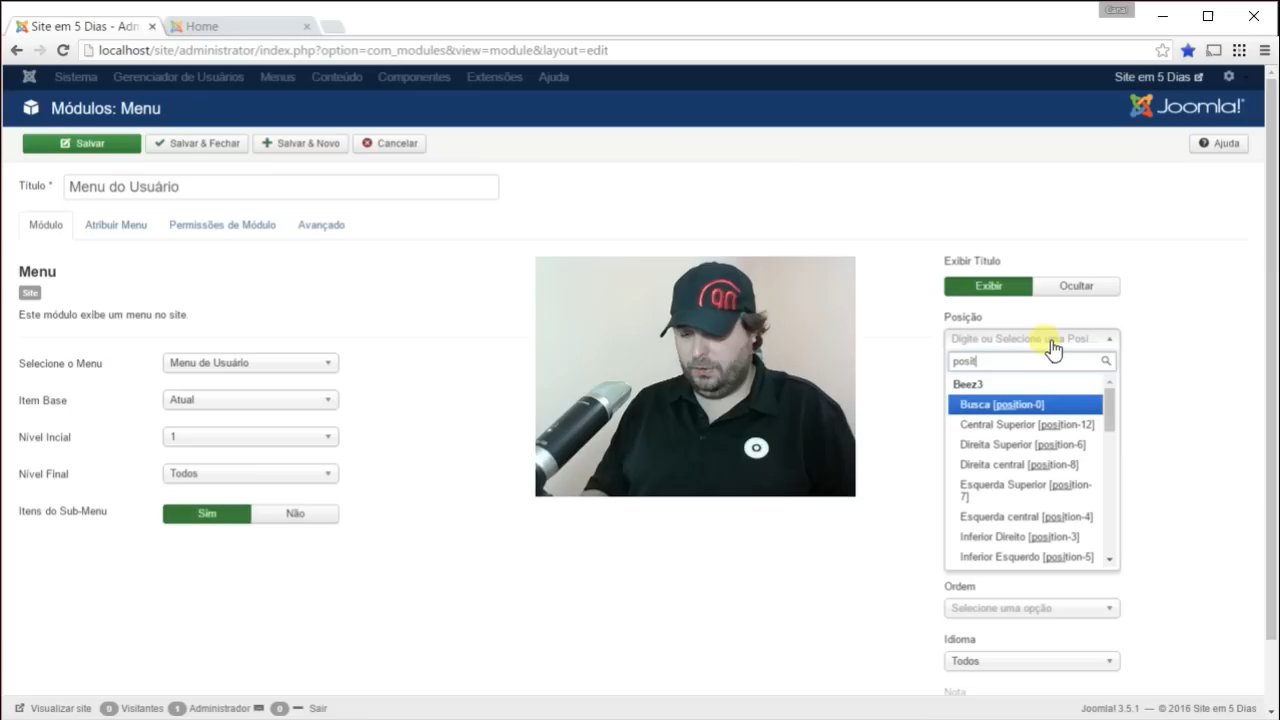 Canal
Site em 5 Dias - Adm
Home
localhost/site/administrator/index.php?option=com_modules&view=module&layout=edit
Sistema Gerenciador de Usuários Menus Conteúdo Componentes Extensões Ajuda
Site em 5 Dias
Módulos: Menu
Joomla!
Salvar Salvar & Fechar Salvar & Novo Cancelar Ajuda
Título * Menu do Usuário
Módulo Atribuir Menu Permissões de Módulo Avançado
Menu
Site
Este módulo exibe um menu no site.
Selecione o Menu Menu de Usuário
Item Base Atual
Nível Incial 1
Nível Final Todos
Itens do Sub-Menu Sim Não
Exibir Título
Exibir Ocultar
Posição
Digite ou Selecione Posi...
posit
Beez3
Busca [position-0]
Central Superior [position-12]
Direita Superior [position-6]
Direita central [position-8]
Esquerda Superior [position-
7]
Esquerda central [position-4]
Inferior Direito [position-3]
Inferior Esquerdo [position-5]
Ordem
Selecione uma opção
Idioma
Todos
Nota
Visualizar site 0 Visitantes 1 Administrador 0 Sair
Joomla! 3.5.1 — © 2016 Site em 5 Dias